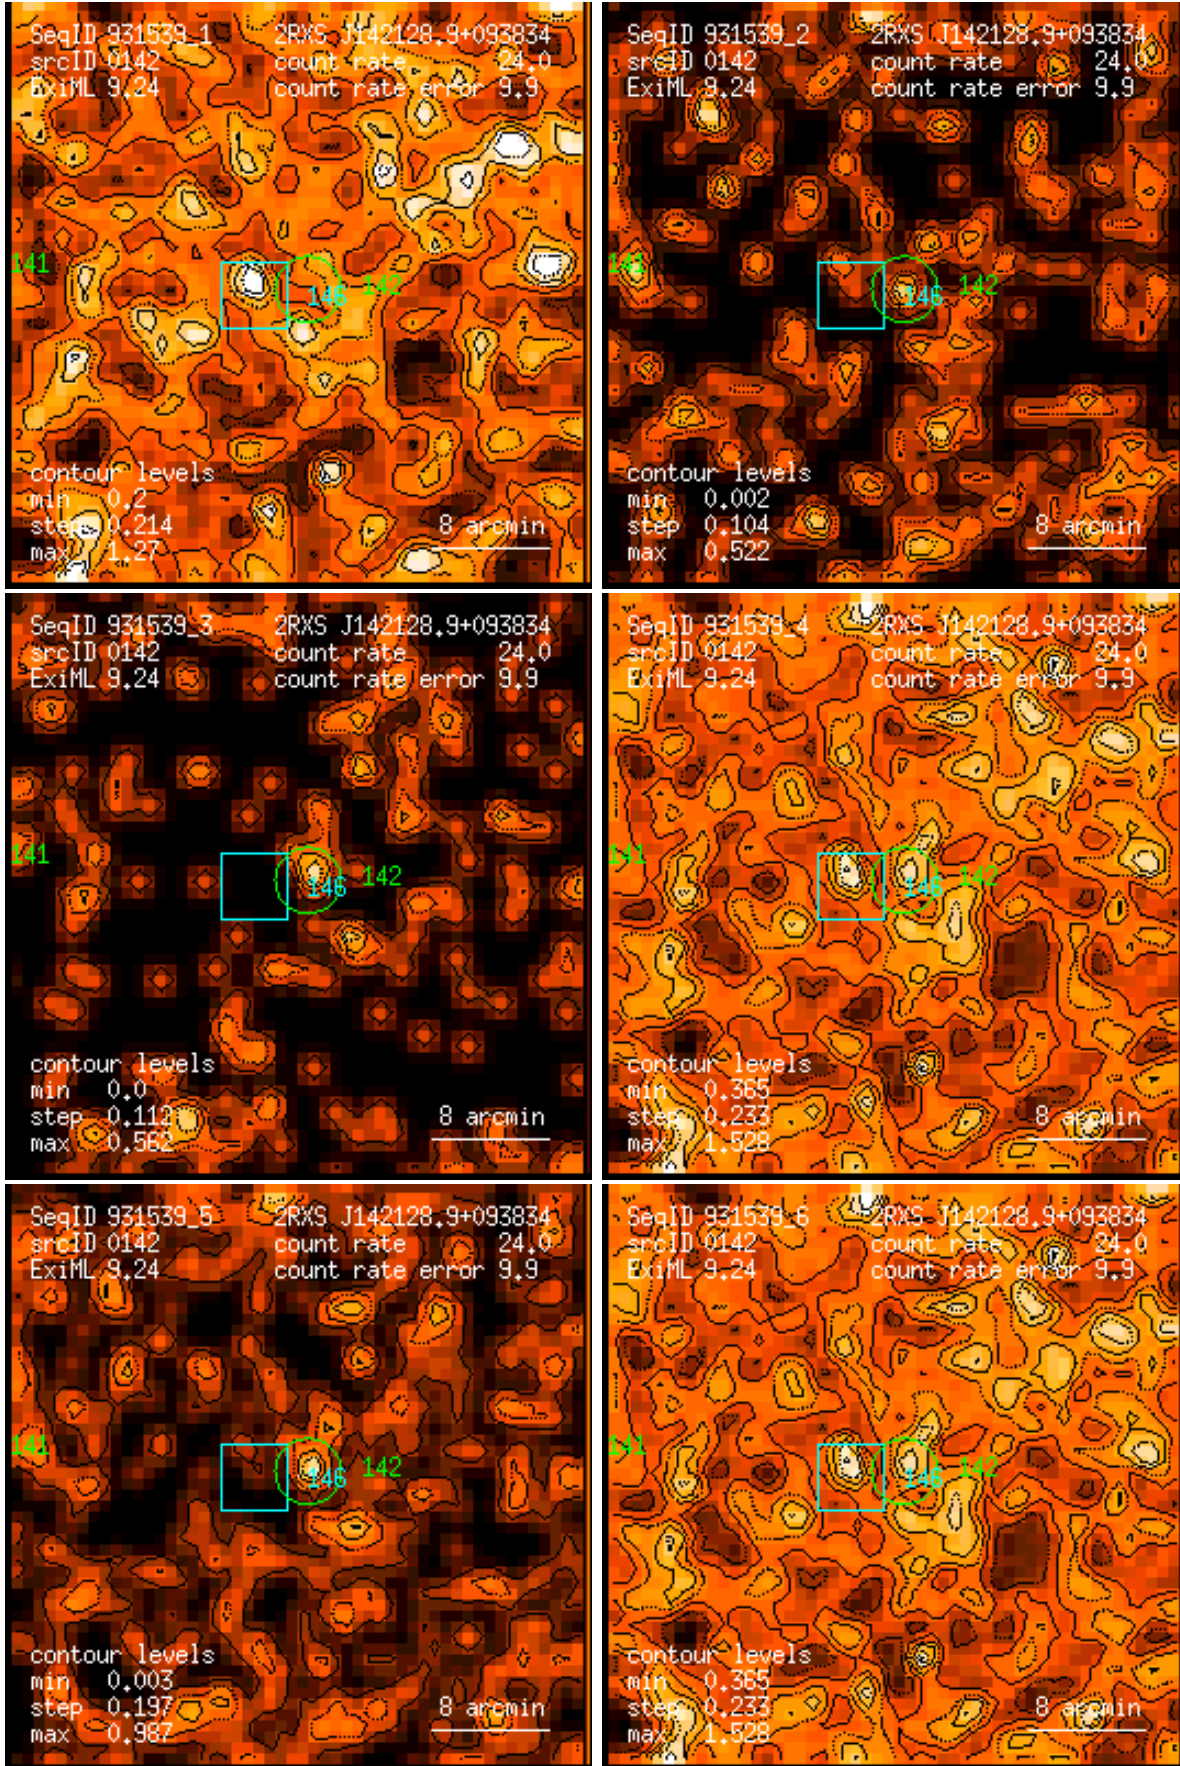 SeqID 931539_1 2RXS J142128.9+093834
srcID 0142 count rate 24.0
ExiML 9.24 count rate error 9.9
141
146 142
contour levels
min 0.2
step 0.214 8 arcmin
max 1.27
SeqID 931539_2 2RXS J142128.9+093834
srcID 0142 count rate 24.0
ExiML 9.24 count rate error 9.9
141
146 142
contour levels
min 0.002
step 0.104 8 arcmin
max 0.522
SeqID 931539_3 2RXS J142128.9+093834
srcID 0142 count rate 24.0
ExiML 9.24 count rate error 9.9
141
146 142
contour levels
min 0.0
step 0.112 8 arcmin
max 0.562
SeqID 931539_4 2RXS J142128.9+093834
srcID 0142 count rate 24.0
ExiML 9.24 count rate error 9.9
141
146 142
contour levels
min 0.365
step 0.233 8 arcmin
max 1.528
SeqID 931539_5 2RXS J142128.9+093834
srcID 0142 count rate 24.0
ExiML 9.24 count rate error 9.9
141
146 142
contour levels
min 0.003
step 0.197 8 arcmin
max 0.987
SeqID 931539_6 2RXS J142128.9+093834
srcID 0142 count rate 24.0
ExiML 9.24 count rate error 9.9
141
146 142
contour levels
min 0.365
step 0.233 8 arcmin
max 1.528